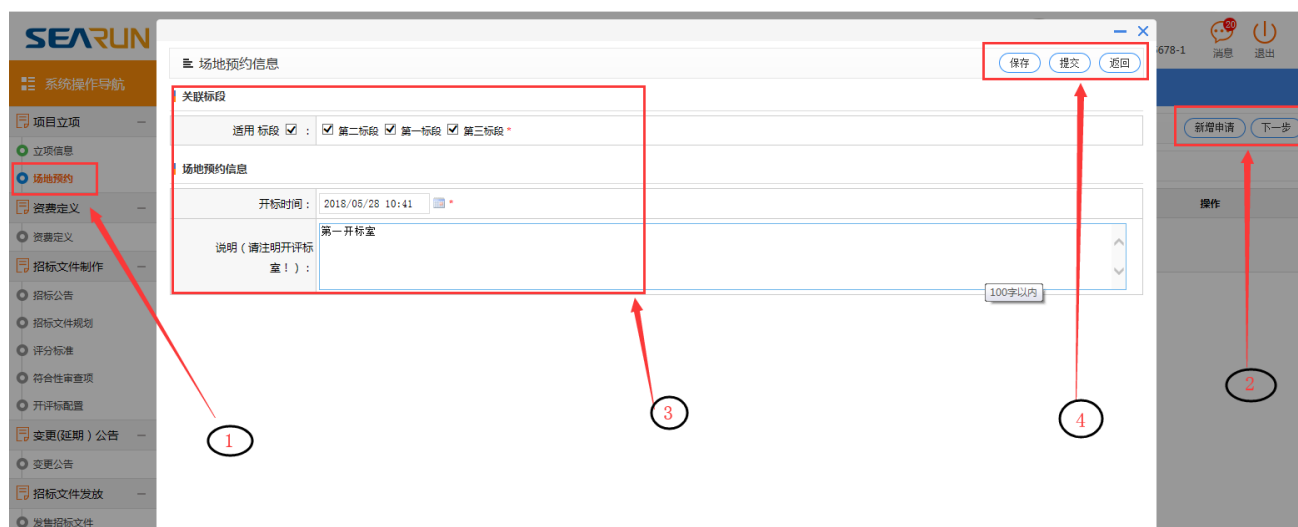 SEARUN
系统操作导航
项目立项
立项信息
场地预约
资费定义
资费定义
招标文件制作
招标公告
招标文件规划
评分标准
符合性审查项
开评标配置
变更(延期)公告
变更公告
招标文件发放
发售招标文件
场地预约信息
保存 提交 返回
关联标段
适用 标段 : 第二标段 第一标段 第三标段 *
场地预约信息
开标时间: 2018/05/28 10:41 *
说明(请注明开评标
室!):
第一开标室
100字以内
5678-1
20
消息 退出
新增申请 下一步
操作
1
3
4
2